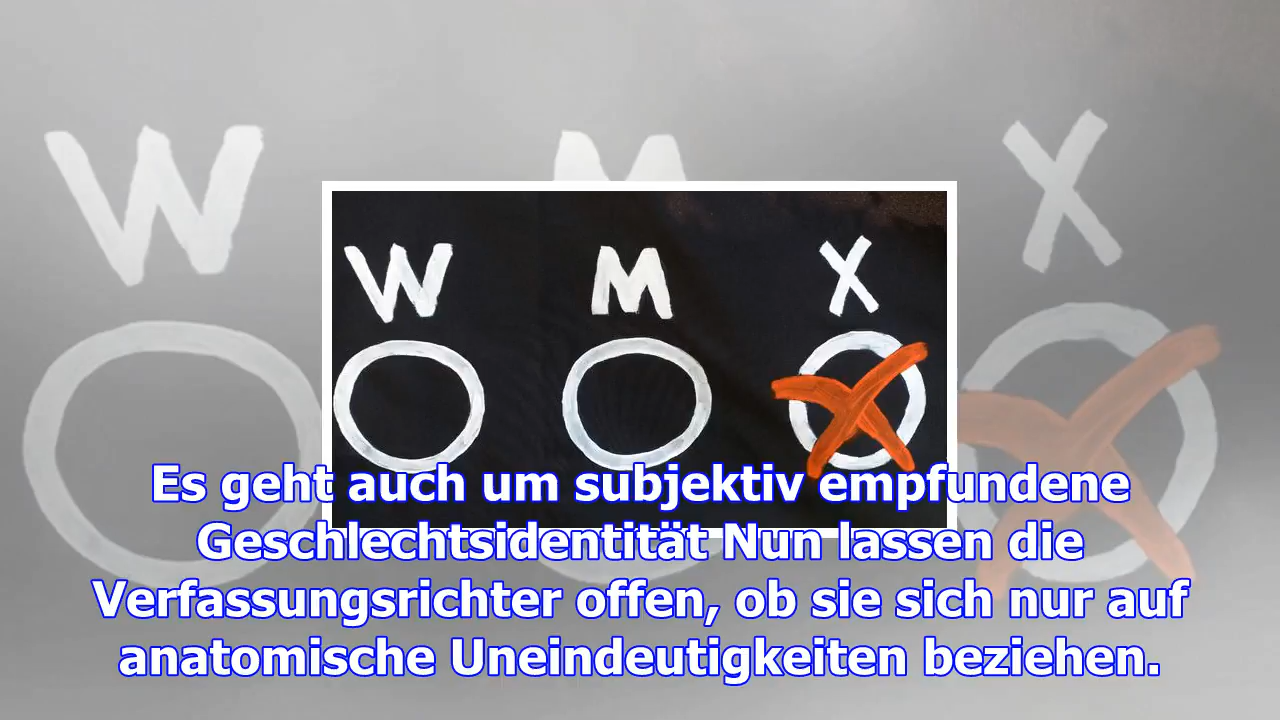 W M X
W M X
Es geht auch um subjektiv empfundene
Geschlechtsidentität Nun lassen die
Verfassungsrichter offen, ob sie sich nur auf
anatomische Uneindeutigkeiten beziehen.